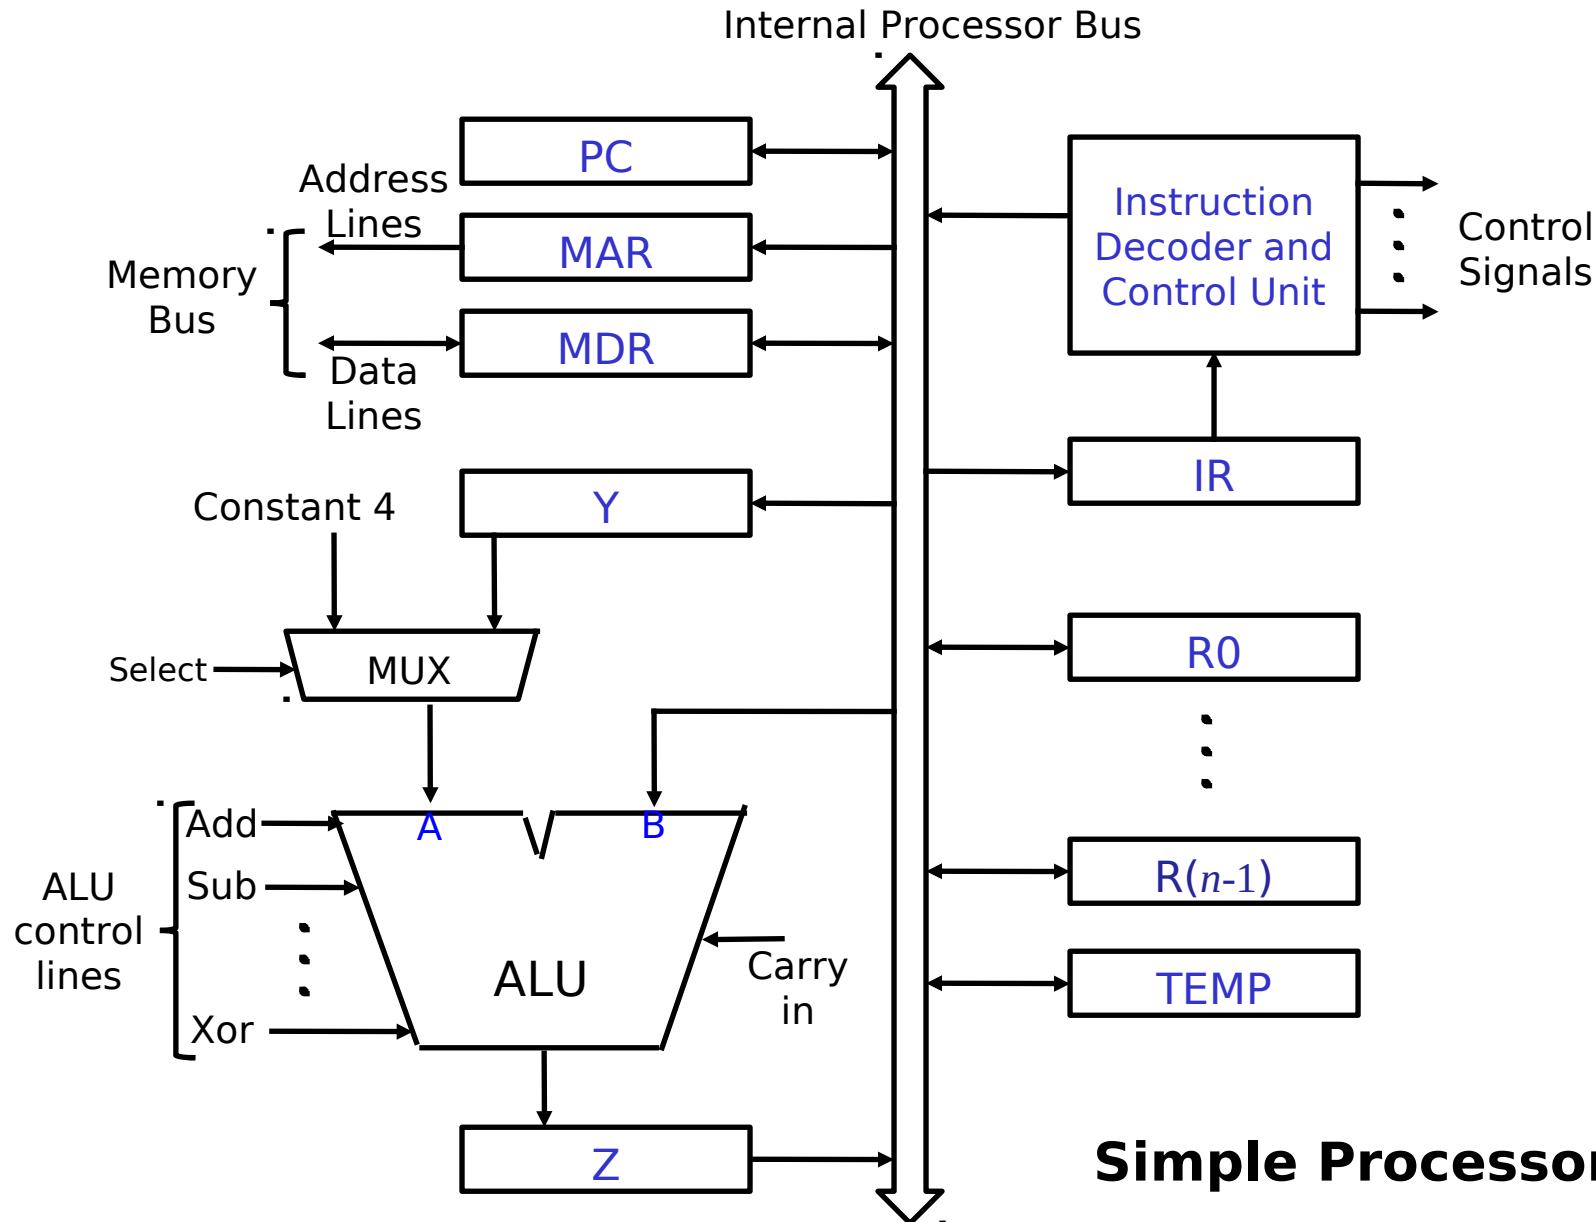 Internal Processor Bus
PC
Address
Lines
MAR
Memory
Bus
MDR
Data
Lines
Instruction
Decoder and
Control Unit
Control
Signals
IR
Constant 4
Y
Select
MUX
R0
Add
A
B
Sub
ALU
control
lines
ALU
Carry
in
Xor
R(n-1)
TEMP
Z
Simple Processor